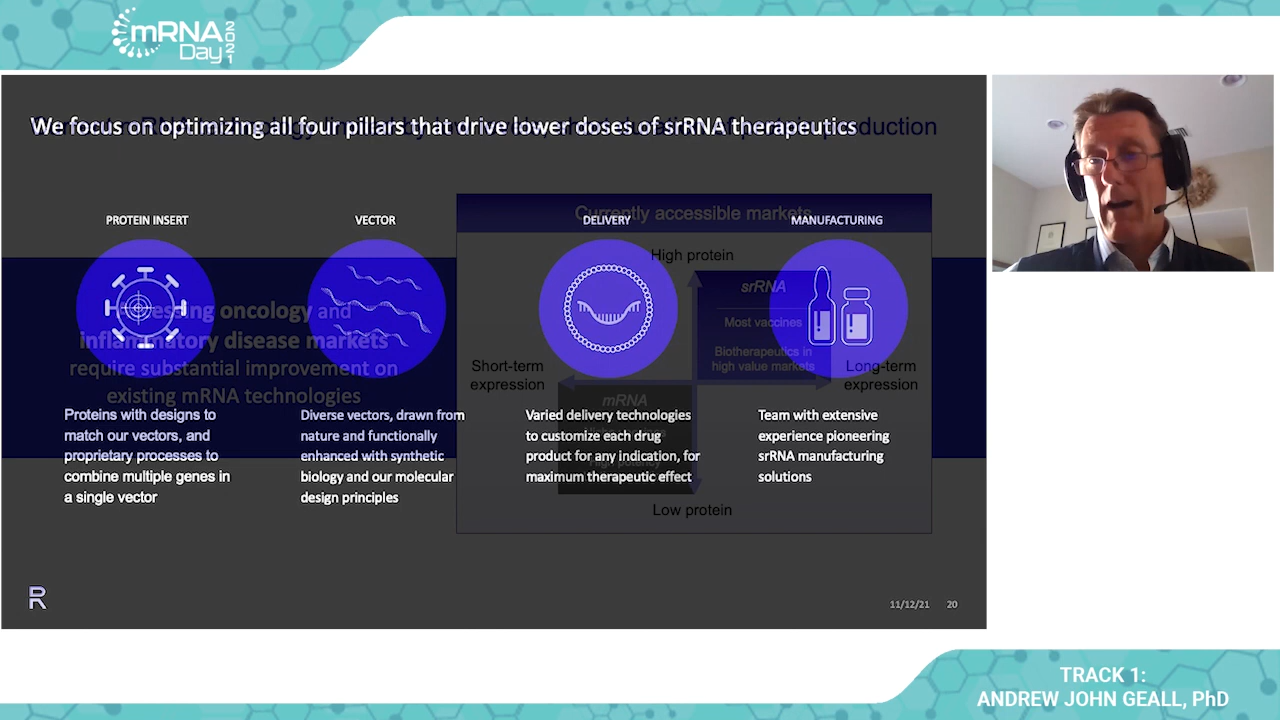 mRNA
Day
2021
We focus on optimizing all four pillars that drive lower doses of srRNA therapeutics
production
PROTEIN INSERT
VECTOR
DELIVERY
MANUFACTURING
Currently accessible markets
High protein
srRNA
Most vaccines
Biotherapeutics in
high value markets
Short-term
expression
Long-term
expression
mRNA
Low protein
oncology and
inflammatory disease markets
require substantial improvement on
existing mRNA technologies
Proteins with designs to
match our vectors, and
proprietary processes to
combine multiple genes in
a single vector
Diverse vectors, drawn from
nature and functionally
enhanced with synthetic
biology and our molecular
design principles
Varied delivery technologies
to customize each drug
product for any indication, for
maximum therapeutic effect
Team with extensive
experience pioneering
srRNA manufacturing
solutions
R
11/12/21 20
TRACK 1:
ANDREW JOHN GEALL, PhD